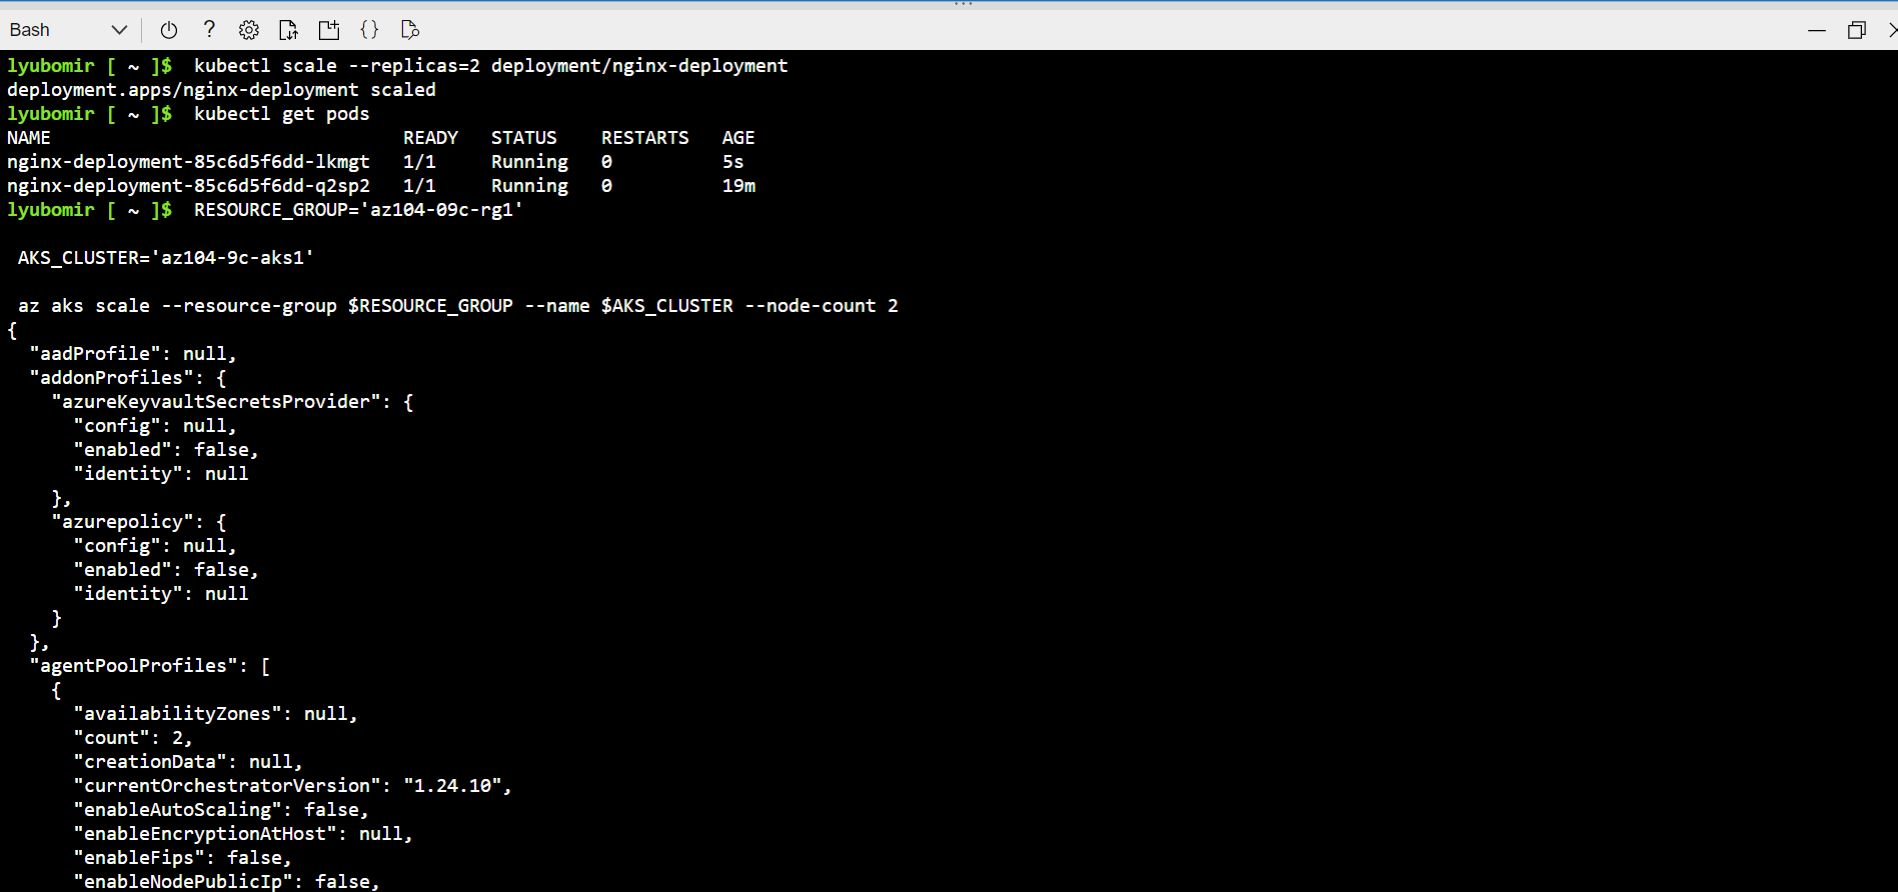 Bash
lyubomir [ ~ ]$  kubectl scale --replicas=2 deployment/nginx-deployment
deployment.apps/nginx-deployment scaled
lyubomir [ ~ ]$  kubectl get pods
NAME                                READY   STATUS    RESTARTS   AGE
nginx-deployment-85c6d5f6dd-lkmgt   1/1     Running   0          5s
nginx-deployment-85c6d5f6dd-q2sp2   1/1     Running   0          19m
lyubomir [ ~ ]$  RESOURCE_GROUP='az104-09c-rg1'
 AKS_CLUSTER='az104-9c-aks1'
 az aks scale --resource-group $RESOURCE_GROUP --name $AKS_CLUSTER --node-count 2
{
  "aadProfile": null,
  "addonProfiles": {
    "azureKeyvaultSecretsProvider": {
      "config": null,
      "enabled": false,
      "identity": null
    },
    "azurepolicy": {
      "config": null,
      "enabled": false,
      "identity": null
    }
  },
  "agentPoolProfiles": [
    {
      "availabilityZones": null,
      "count": 2,
      "creationData": null,
      "currentOrchestratorVersion": "1.24.10",
      "enableAutoScaling": false,
      "enableEncryptionAtHost": null,
      "enableFips": false,
      "enableNodePublicIp": false,